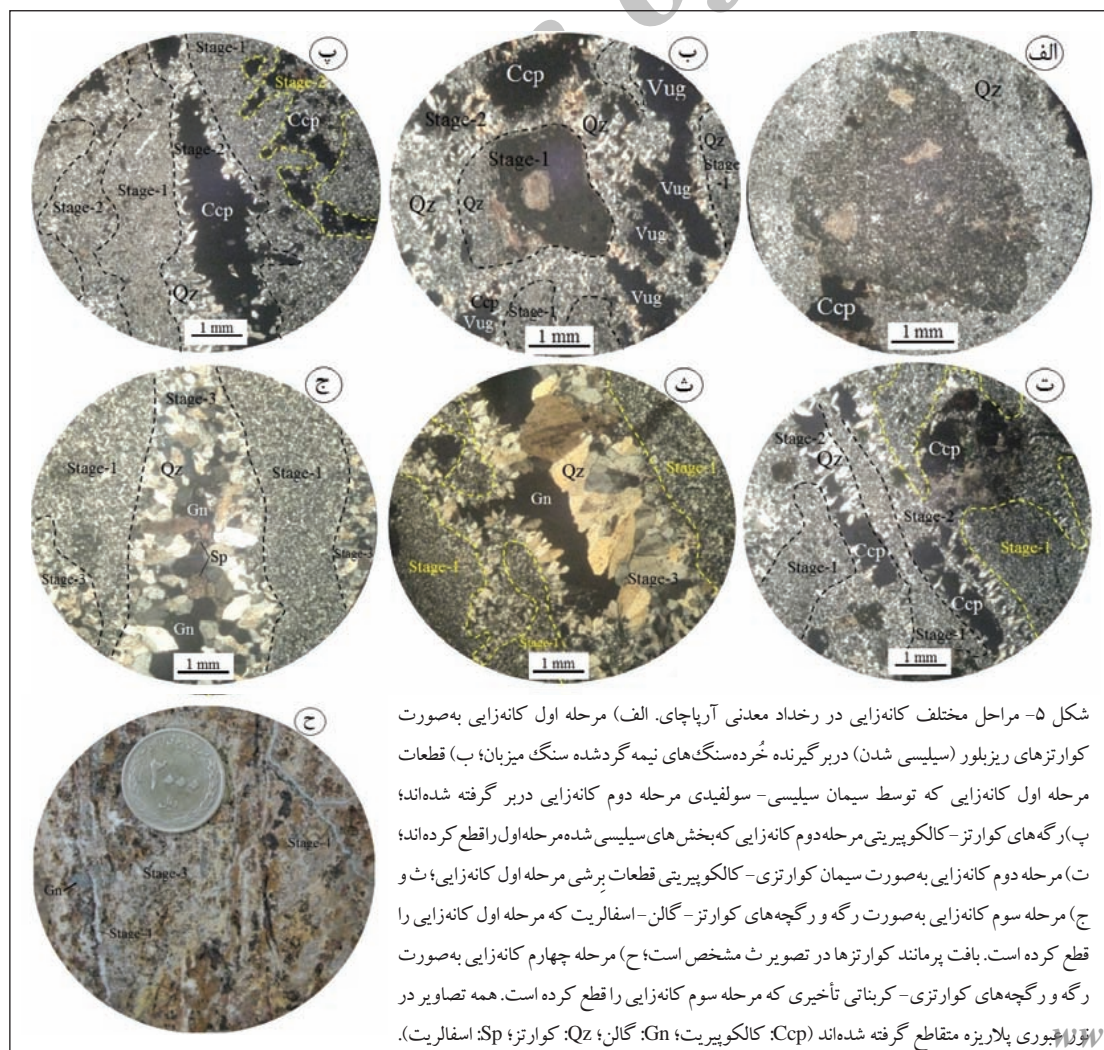 الف
Qz
Ccp
1 mm
ب
Ccp
Vug
Stage-2
Qz
Qz
Stage-1
Stage-1
Qz
Qz
Vug
Vug
Vug
Ccp
Vug
Stage-1
1 mm
پ
Stage-1
Stage-2
Ccp
Stage-2
Stage-1
Stage-2
Ccp
Qz
1 mm
ت
Ccp
Stage-2
Qz
Stage-2
Stage-1
Stage-1
Ccp
Ccp
Stage-1
1 mm
ث
Qz
Stage-1
Gn
Stage-1
Stage-3
Stage-1
1 mm
ج
Stage-3
Stage-1
Qz
Stage-1
Gn
Sp
Stage-3
Stage-3
Gn
1 mm
ح
Stage-4
Stage-3
Gn
Stage-4
شکل ۵- مراحل مختلف کانه‌زایی در رخداد معدنی آرپاچای. الف) مرحله اول کانه‌زایی به‌صورت
کوارتزهای ریزبلور (سیلیسی شدن) دربرگیرنده خُرده‌سنگ‌های نیمه گردشده سنگ میزبان؛ ب) قطعات
مرحله اول کانه‌زایی که توسط سیمان سیلیسی- سولفیدی مرحله دوم کانه‌زایی دربر گرفته شده‌اند؛
پ) رگه‌های کوارتز- کالکوپیریتی مرحله دوم کانه‌زایی که بخش‌های سیلیسی شده مرحله اول را قطع کرده‌اند؛
ت) مرحله دوم کانه‌زایی به‌صورت سیمان کوارتزی- کالکوپیریتی قطعات بِرشی مرحله اول کانه‌زایی؛ ث و
ج) مرحله سوم کانه‌زایی به‌صورت رگه و رگچه‌های کوارتز- گالن- اسفالریت که مرحله اول کانه‌زایی را
قطع کرده است. بافت پرمانند کوارتزها در تصویر ث مشخص است؛ ح) مرحله چهارم کانه‌زایی به‌صورت
رگه و رگچه‌های کوارتزی- کربناتی تأخیری که مرحله سوم کانه‌زایی را قطع کرده است. همه تصاویر در
نور عبوری پلاریزه متقاطع گرفته شده‌اند (Ccp: کالکوپیریت؛ Gn: گالن؛ Qz: کوارتز؛ Sp: اسفالریت).